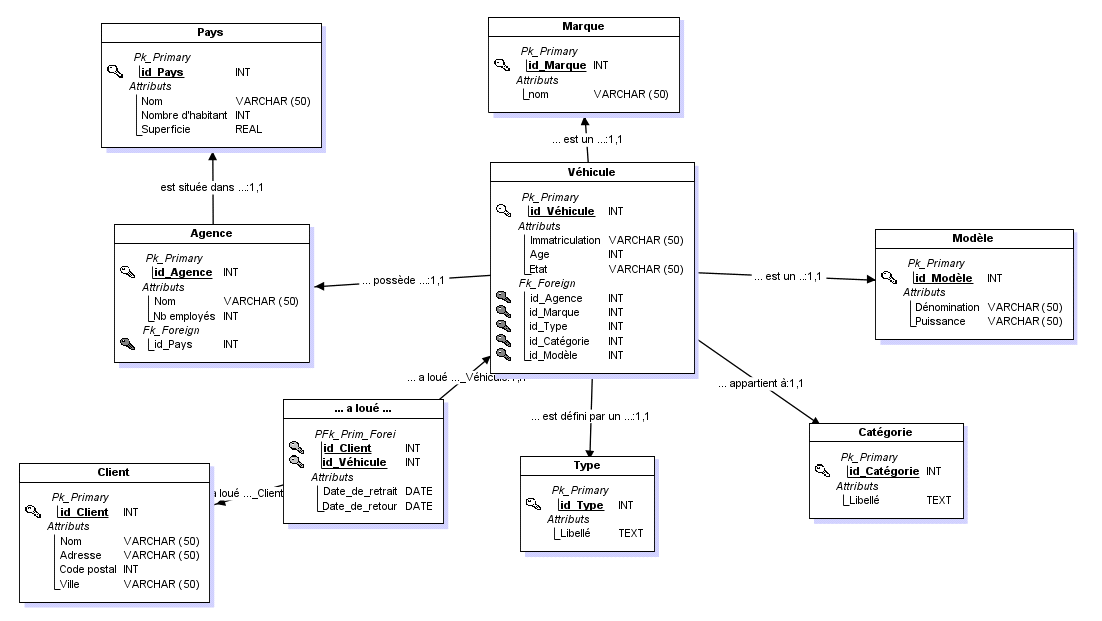 Pays
Pk_Primary
id_Pays INT
Attributs
Nom VARCHAR (50)
Nombre d'habitant INT
Superficie REAL
Marque
Pk_Primary
id_Marque INT
Attributs
nom VARCHAR (50)
... est un ...:1,1
est située dans ...:1,1
Véhicule
Pk_Primary
id_Véhicule INT
Attributs
Immatriculation VARCHAR (50)
Age INT
Etat VARCHAR (50)
Fk_Foreign
id_Agence INT
id_Marque INT
id_Type INT
id_Catégorie INT
id_Modèle INT
Agence
Pk_Primary
id_Agence INT
Attributs
Nom VARCHAR (50)
Nb employés INT
Fk_Foreign
id_Pays INT
... possède ...:1,1
... est un ..:1,1
Modèle
Pk_Primary
id_Modèle INT
Attributs
Dénomination VARCHAR (50)
Puissance VARCHAR (50)
... a loué ..._Véhicule:1,n
... appartient à:1,1
... a loué ...
PFk_Prim_Forei
id_Client INT
id_Véhicule INT
Attributs
Date_de_retrait DATE
Date_de_retour DATE
... est défini par un ...:1,1
Catégorie
Pk_Primary
id_Catégorie INT
Attributs
Libellé TEXT
Type
Pk_Primary
id_Type INT
Attributs
Libellé TEXT
Client
Pk_Primary
id_Client INT
Attributs
Nom VARCHAR (50)
Adresse VARCHAR (50)
Code postal INT
Ville VARCHAR (50)
a loué ..._Client